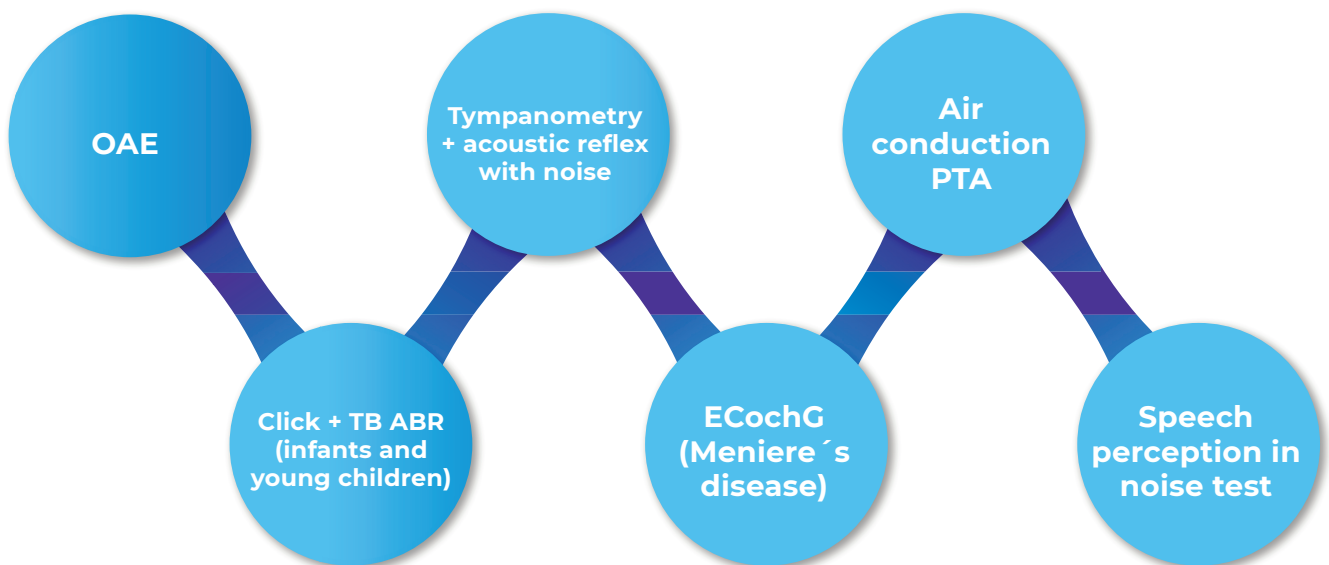 OAE
Click + TB ABR
(infants and
young children)
Tympanometry
+ acoustic reflex
with noise
ECochG
(Meniere´s
disease)
Air
conduction
PTA
Speech
perception in
noise test